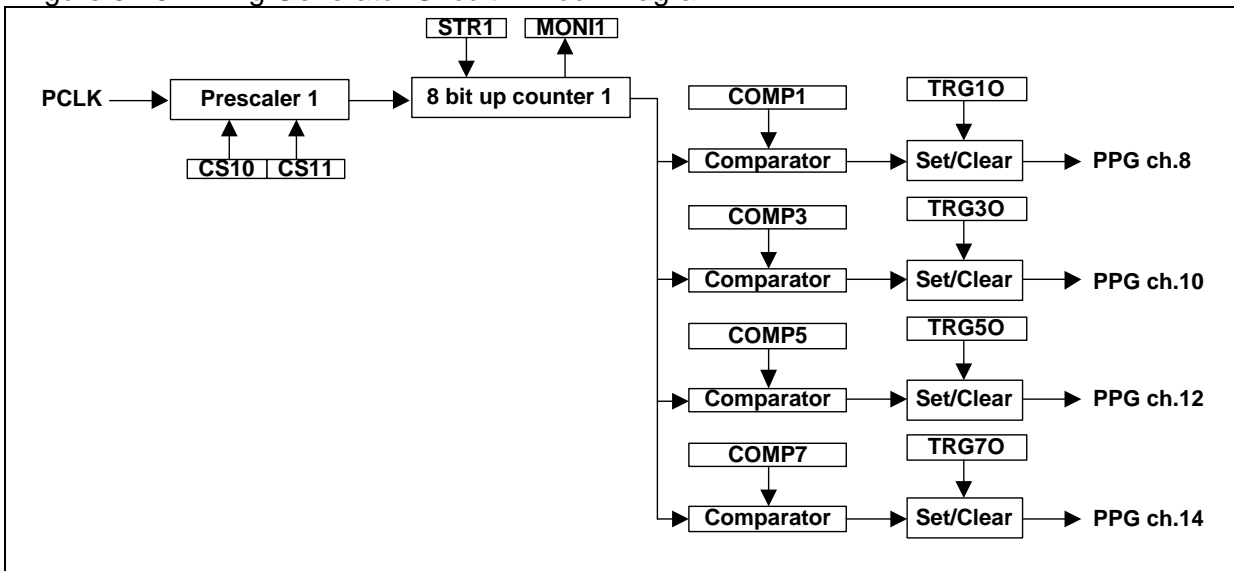 STR1 MONI1
PCLK Prescaler 1 8 bit up counter 1
CS10 CS11
COMP1 TRG1O
Comparator Set/Clear PPG ch.8
COMP3 TRG3O
Comparator Set/Clear PPG ch.10
COMP5 TRG5O
Comparator Set/Clear PPG ch.12
COMP7 TRG7O
Comparator Set/Clear PPG ch.14